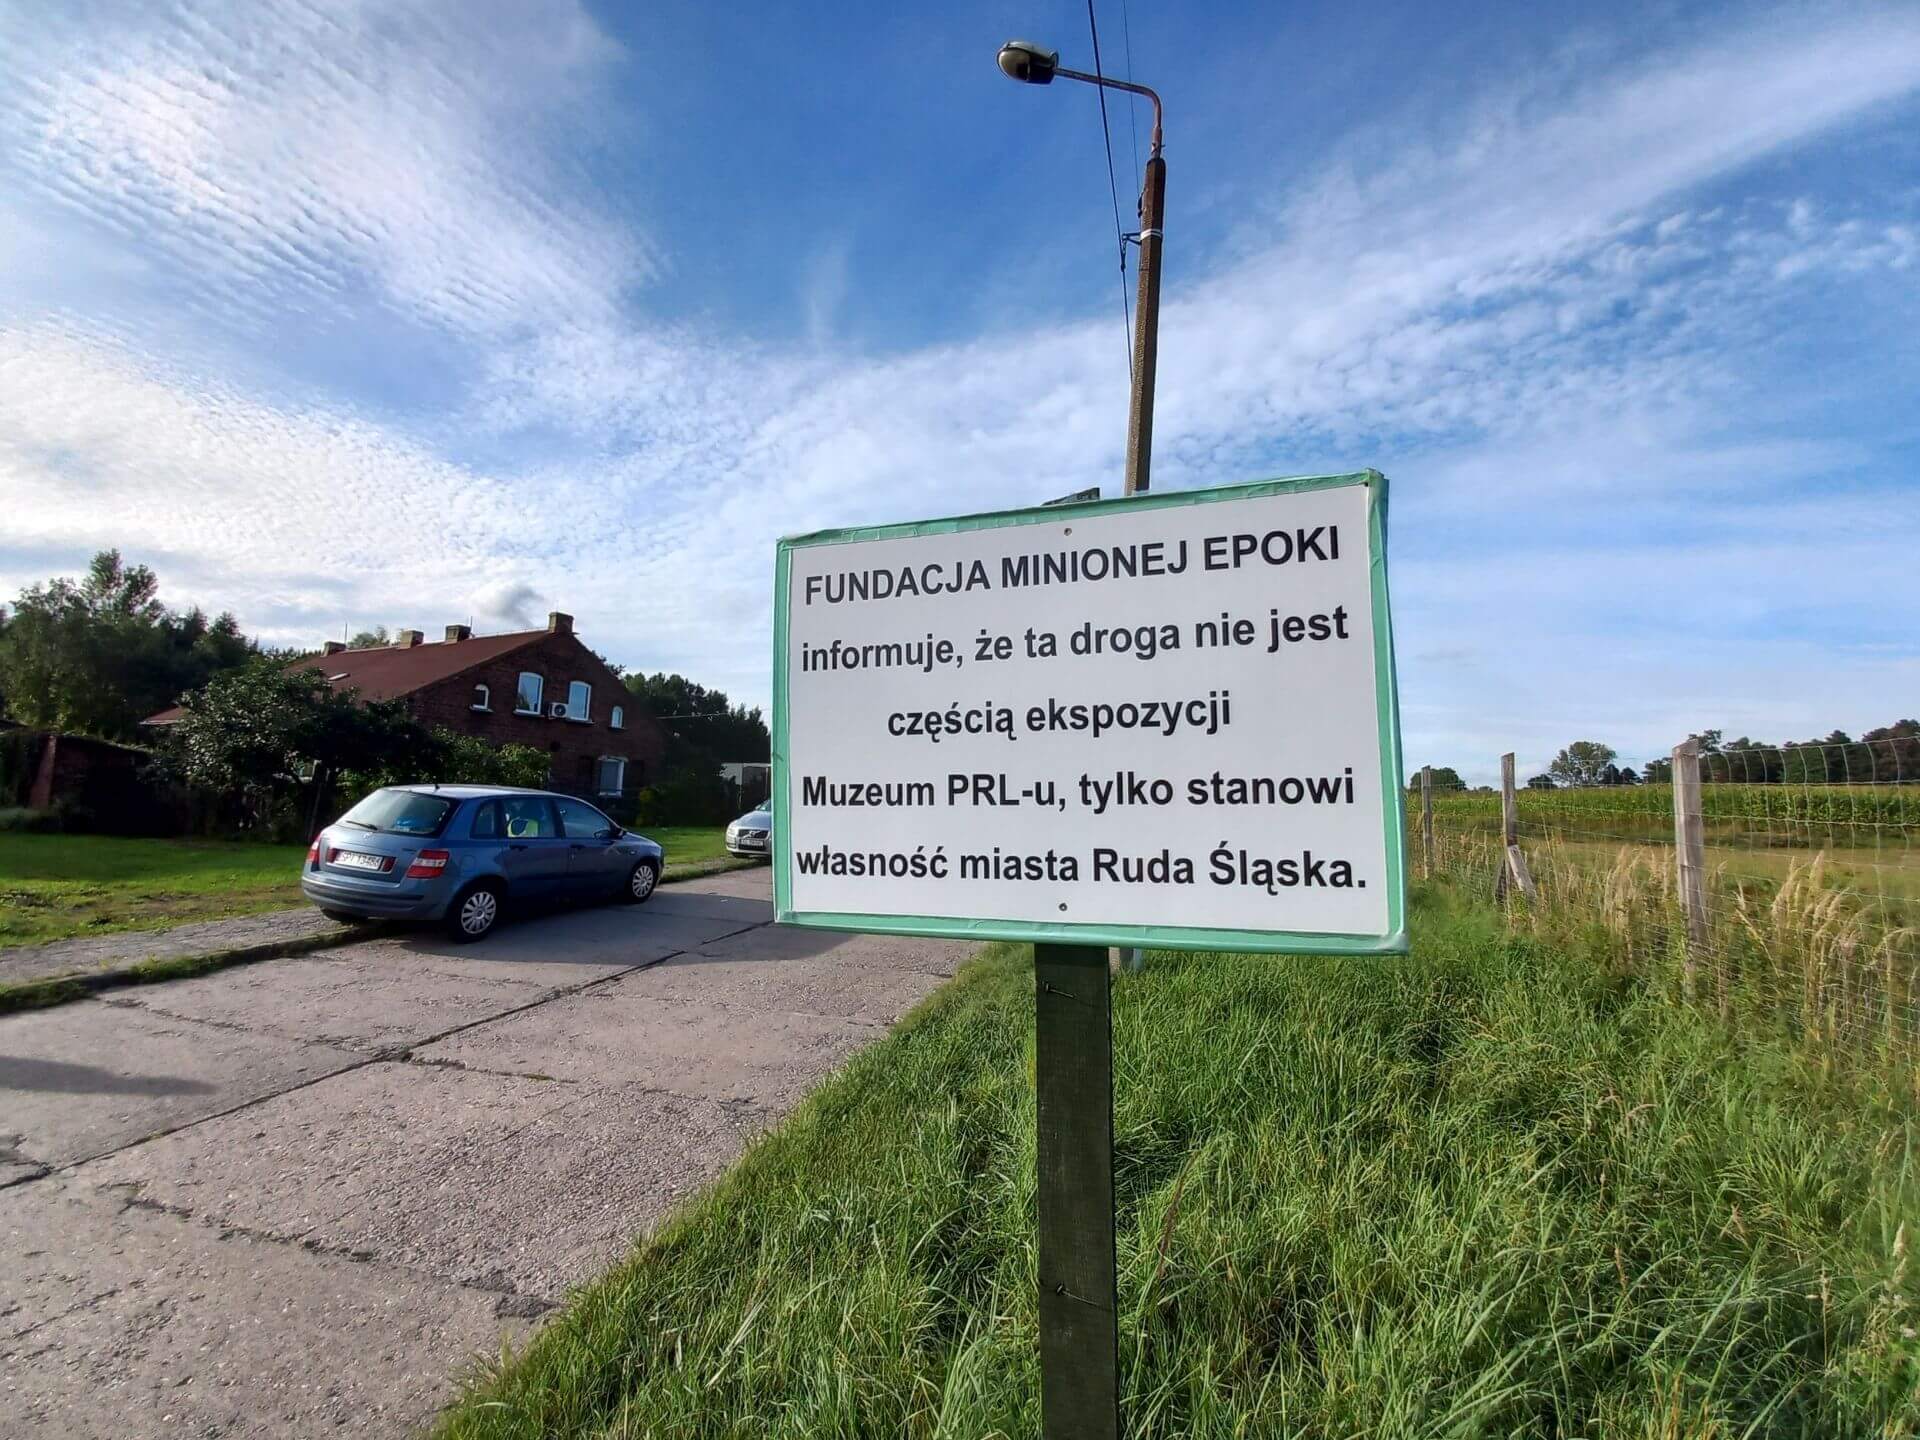 FUNDACJA MINIONEJ EPOKI
informuje, że ta droga nie jest
częścią ekspozycji
Muzeum PRL-u, tylko stanowi
własność miasta Ruda Śląska.